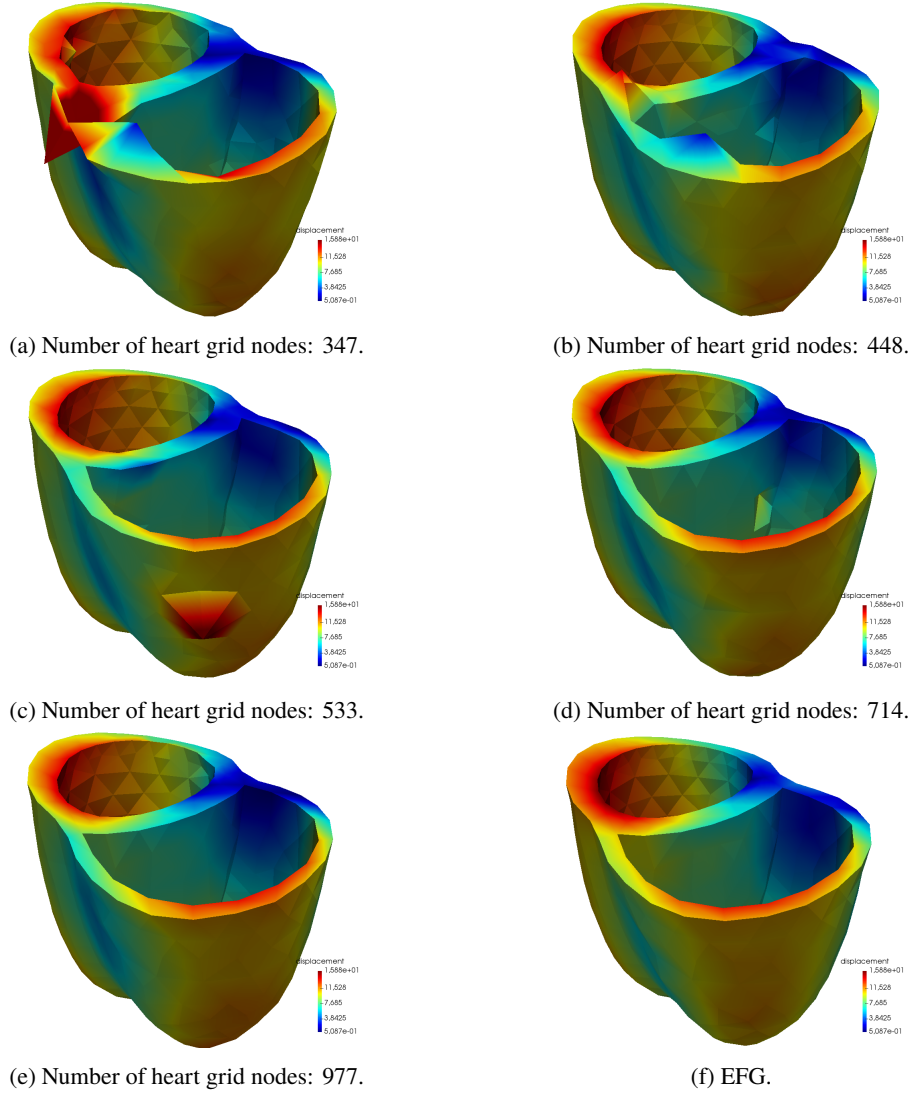 displacement
1,588e+01
11,528
7,685
3,8425
5,087e-01
displacement
1,588e+01
11,528
7,685
3,8425
5,087e-01
(a) Number of heart grid nodes: 347.
(b) Number of heart grid nodes: 448.
displacement
1,588e+01
11,528
7,685
3,8425
5,087e-01
displacement
1,588e+01
11,528
7,685
3,8425
5,087e-01
(c) Number of heart grid nodes: 533.
(d) Number of heart grid nodes: 714.
displacement
1,588e+01
11,528
7,685
3,8425
5,087e-01
displacement
1,588e+01
11,528
7,685
3,8425
5,087e-01
(e) Number of heart grid nodes: 977.
(f) EFG.